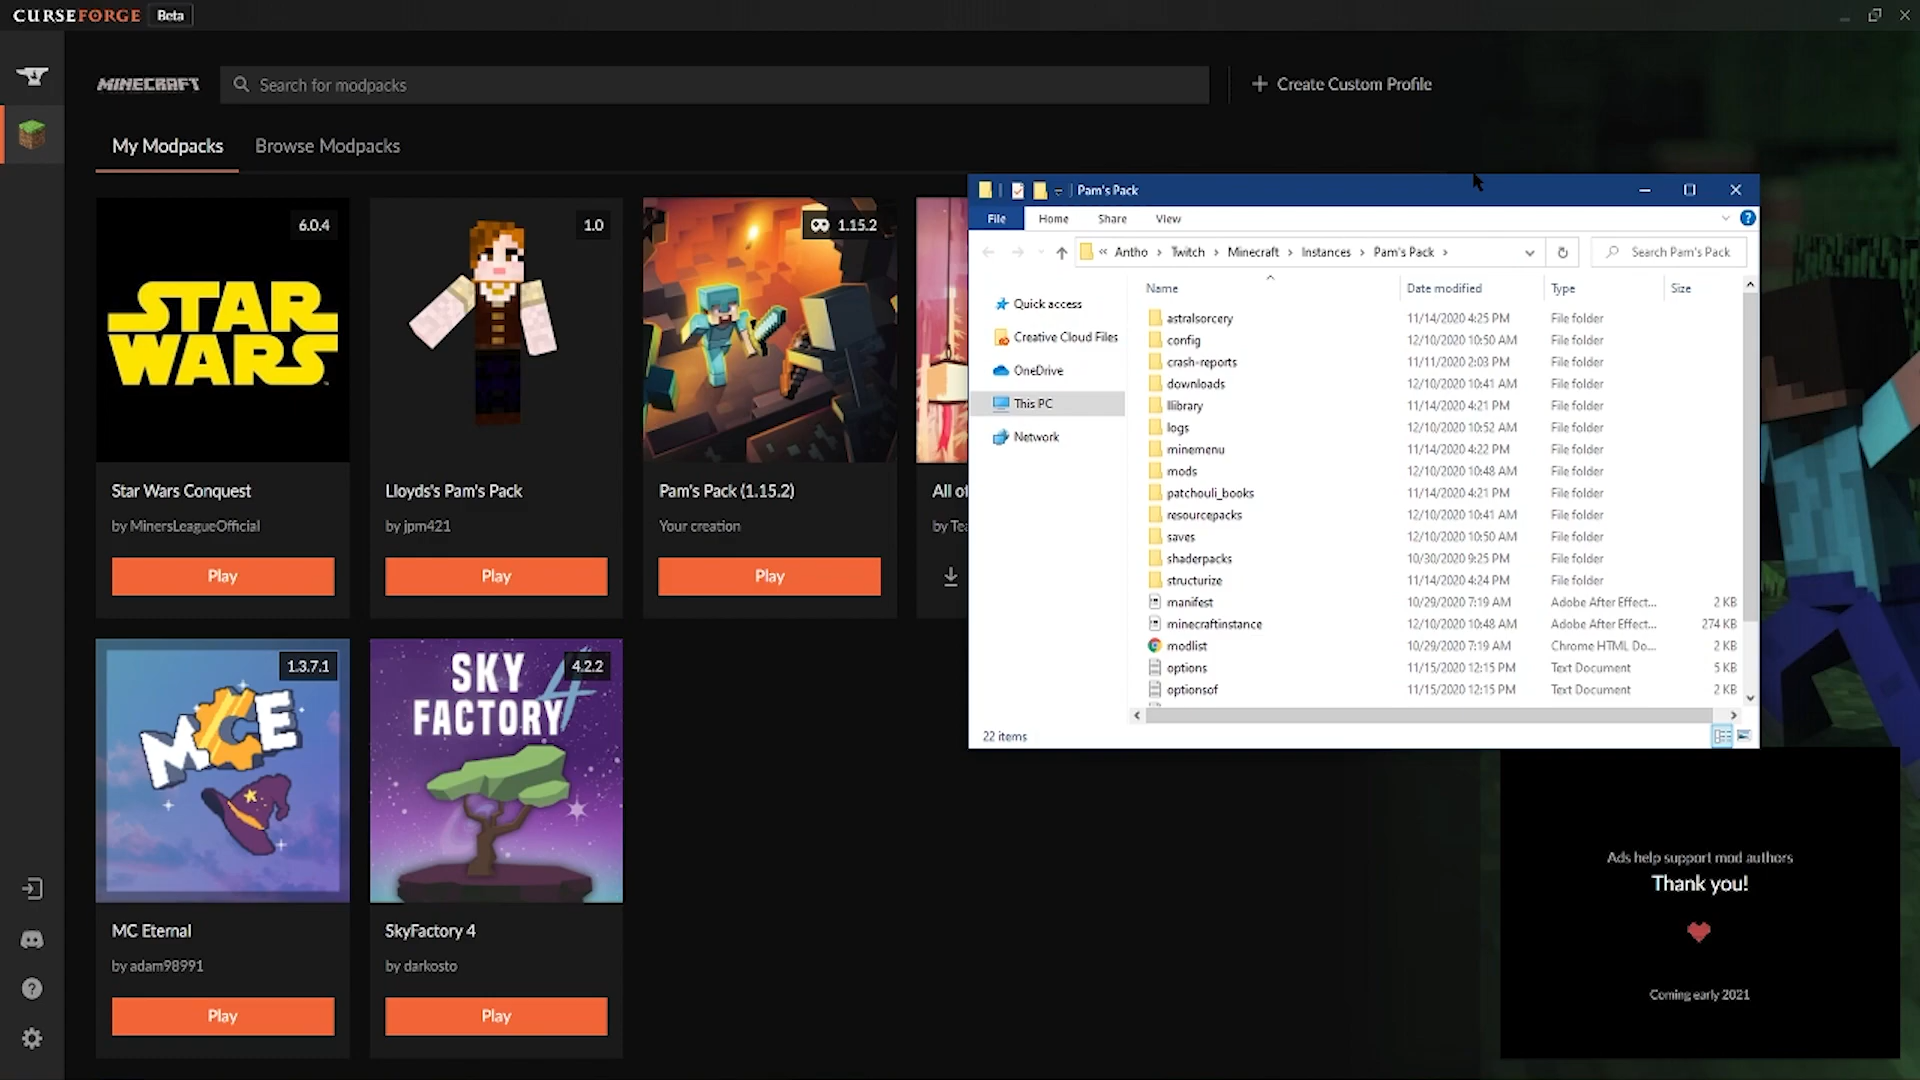 CURSEFORGE Beta
MINECRAFT
Search for modpacks
Create Custom Profile
My Modpacks
Browse Modpacks
6.0.4
STAR
WARS
Star Wars Conquest
by MinersLeagueOfficial
Play
1.0
Lloyds's Pam's Pack
by jpm421
Play
1.15.2
Pam's Pack (1.15.2)
Your creation
Play
All of
by Tea
1.3.7.1
MCE
MC Eternal
by adam98991
Play
4.2.2
SKY
FACTORY 4
SkyFactory 4
by darkosto
Play
Pam's Pack
File Home Share View
« Antho > Twitch > Minecraft > Instances > Pam's Pack >
Search Pam's Pack
Quick access
Creative Cloud Files
OneDrive
This PC
Network
Name Date modified Type Size
astralsorcery 11/14/2020 4:25 PM File folder
config 12/10/2020 10:50 AM File folder
crash-reports 11/11/2020 2:03 PM File folder
downloads 12/10/2020 10:41 AM File folder
llibrary 11/14/2020 4:21 PM File folder
logs 12/10/2020 10:52 AM File folder
minemenu 11/14/2020 4:22 PM File folder
mods 12/10/2020 10:48 AM File folder
patchouli_books 11/14/2020 4:21 PM File folder
resourcepacks 12/10/2020 10:41 AM File folder
saves 12/10/2020 10:50 AM File folder
shaderpacks 10/30/2020 9:25 PM File folder
structurize 11/14/2020 4:24 PM File folder
manifest 10/29/2020 7:19 AM Adobe After Effect... 2 KB
minecraftinstance 12/10/2020 10:48 AM Adobe After Effect... 274 KB
modlist 10/29/2020 7:19 AM Chrome HTML Do... 2 KB
options 11/15/2020 12:15 PM Text Document 5 KB
optionsof 11/15/2020 12:15 PM Text Document 2 KB
22 items
Ads help support mod authors
Thank you!
Coming early 2021